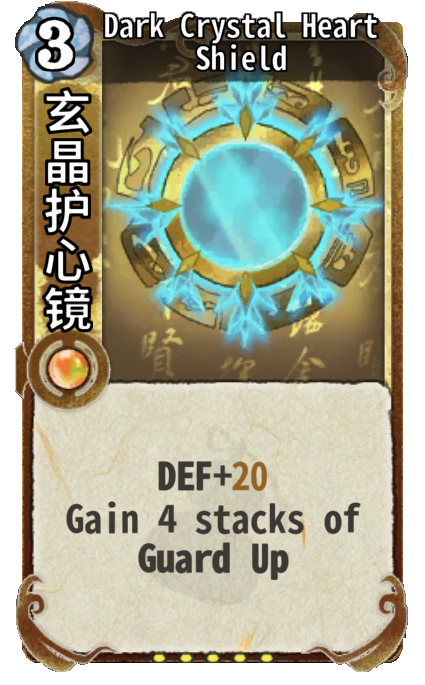 3
Dark Crystal Heart
Shield
玄晶护心镜
DEF+20
Gain 4 stacks of
Guard Up